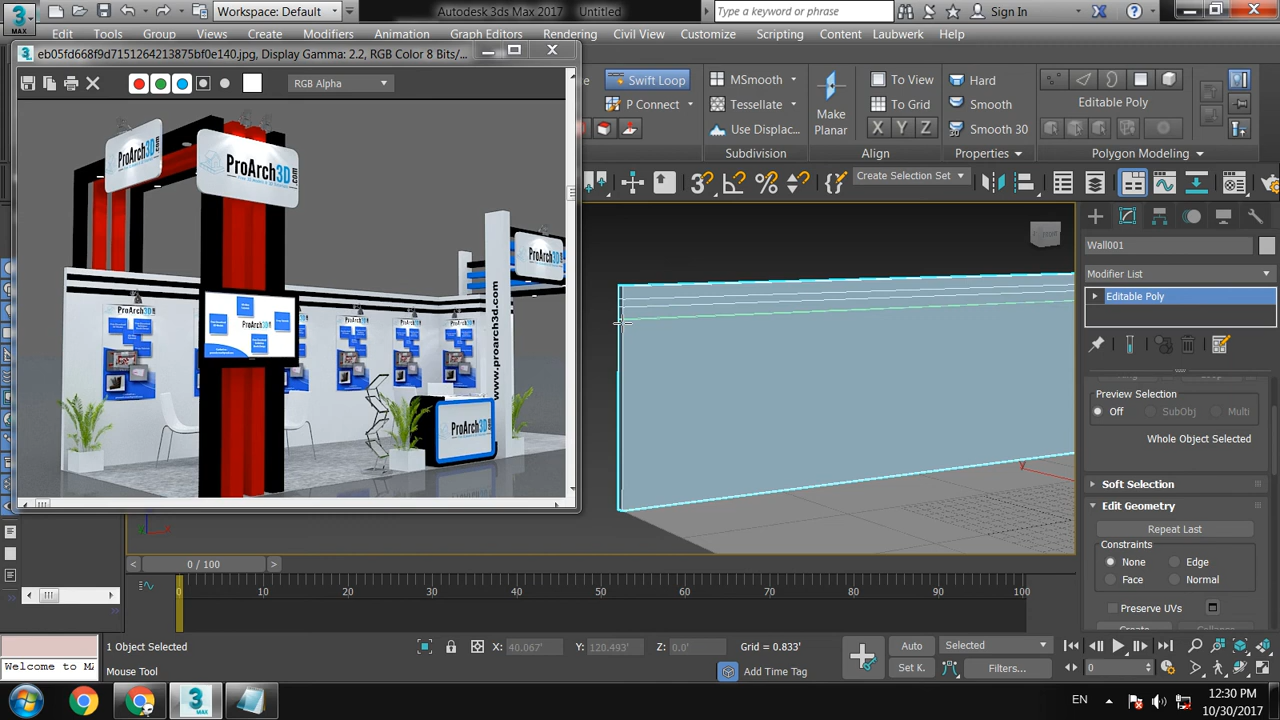 Workspace: Default
Autodesk 3ds Max 2017
Untitled
Type a keyword or phrase
Sign In
MAX
Edit
Tools
Group
Views
Create
Modifiers
Animation
Graph Editors
Rendering
Civil View
Customize
Scripting
Content
Laubwerk
Help
eb05fd668f9d7151264213875bf0e140.jpg, Display Gamma: 2.2, RGB Color 8 Bits/...
RGB Alpha
Swift Loop
P Connect
MSmooth
Tessellate
Use Displac...
Subdivision
Make
Planar
To View
To Grid
X Y Z
Align
Hard
Smooth
Smooth 30
Properties
Editable Poly
Polygon Modeling
Create Selection Set
ProArch3D.com
ProArch3D.com
ProArch3D
ProArch3D
www.proarch3d.com
ProArch3D
ProArch3D
Wall001
Modifier List
Editable Poly
Preview Selection
Off
SubObj
Multi
Whole Object Selected
Soft Selection
Edit Geometry
Repeat Last
Constraints
None
Edge
Face
Normal
Preserve UVs
y
0 / 100
0
10
20
30
40
50
60
70
80
90
100
1 Object Selected
X: 40.067'
Y: 120.493'
Z: 0.0'
Grid = 0.833'
Auto
Selected
Welcome to MA
Mouse Tool
Add Time Tag
Set K.
Filters...
0
EN
12:30 PM
10/30/2017